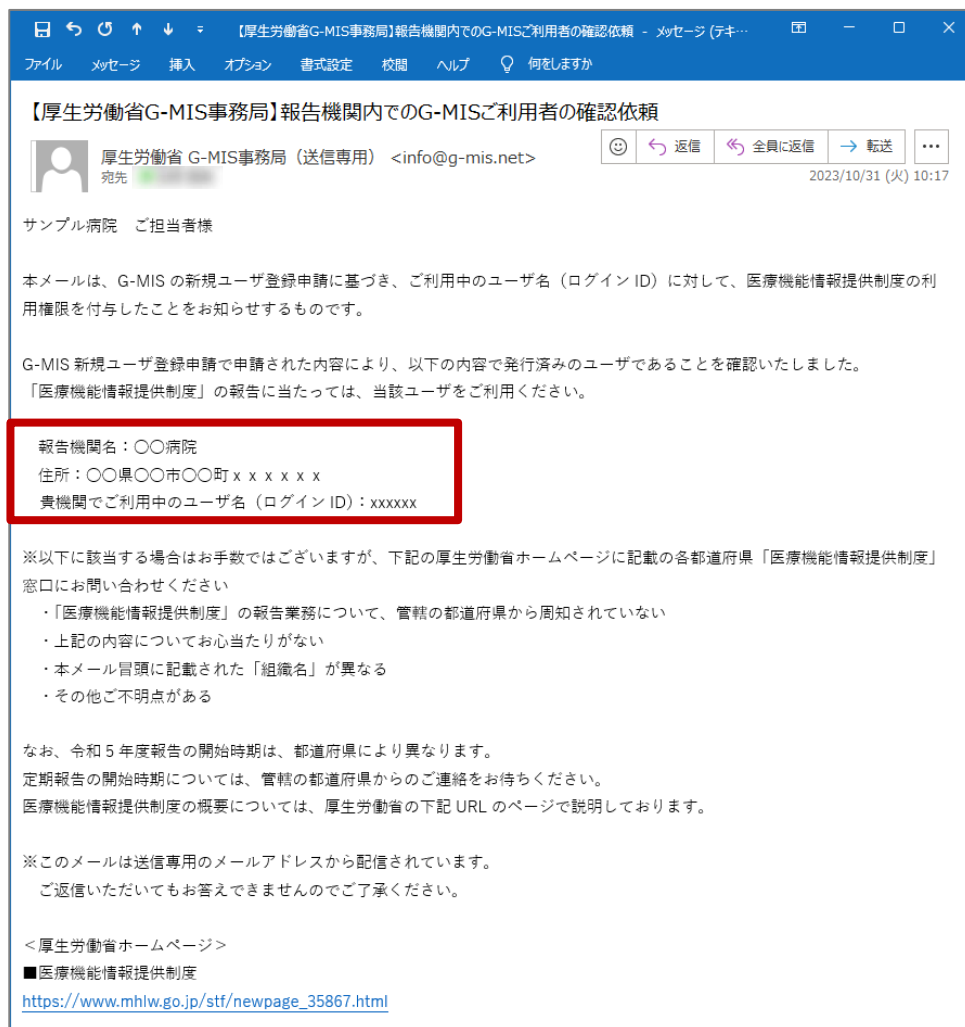 【厚生労働省G-MIS事務局】報告機関内でのG-MISご利用者の確認依頼 - メッセージ (テキ…
ファイル メッセージ 挿入 オプション 書式設定 校閲 ヘルプ 何をしますか
【厚生労働省G-MIS事務局】報告機関内でのG-MISご利用者の確認依頼
厚生労働省 G-MIS事務局（送信専用） <info@g-mis.net>
返信 全員に返信 転送
宛先
2023/10/31 (火) 10:17
サンプル病院　ご担当者様
本メールは、G-MIS の新規ユーザ登録申請に基づき、ご利用中のユーザ名（ログイン ID）に対して、医療機能情報提供制度の利
用権限を付与したことをお知らせするものです。
G-MIS 新規ユーザ登録申請で申請された内容により、以下の内容で発行済みのユーザであることを確認いたしました。
「医療機能情報提供制度」の報告に当たっては、当該ユーザをご利用ください。
報告機関名：〇〇病院
住所：〇〇県〇〇市〇〇町ｘｘｘｘｘｘ
貴機関でご利用中のユーザ名（ログイン ID）：xxxxxx
※以下に該当する場合はお手数ではございますが、下記の厚生労働省ホームページに記載の各都道府県「医療機能情報提供制度」
窓口にお問い合わせください
・「医療機能情報提供制度」の報告業務について、管轄の都道府県から周知されていない
・上記の内容についてお心当たりがない
・本メール冒頭に記載された「組織名」が異なる
・その他ご不明点がある
なお、令和 5 年度報告の開始時期は、都道府県により異なります。
定期報告の開始時期については、管轄の都道府県からのご連絡をお待ちください。
医療機能情報提供制度の概要については、厚生労働省の下記 URL のページで説明しております。
※このメールは送信専用のメールアドレスから配信されています。
ご返信いただいてもお答えできませんのでご了承ください。
＜厚生労働省ホームページ＞
■医療機能情報提供制度
https://www.mhlw.go.jp/stf/newpage_35867.html